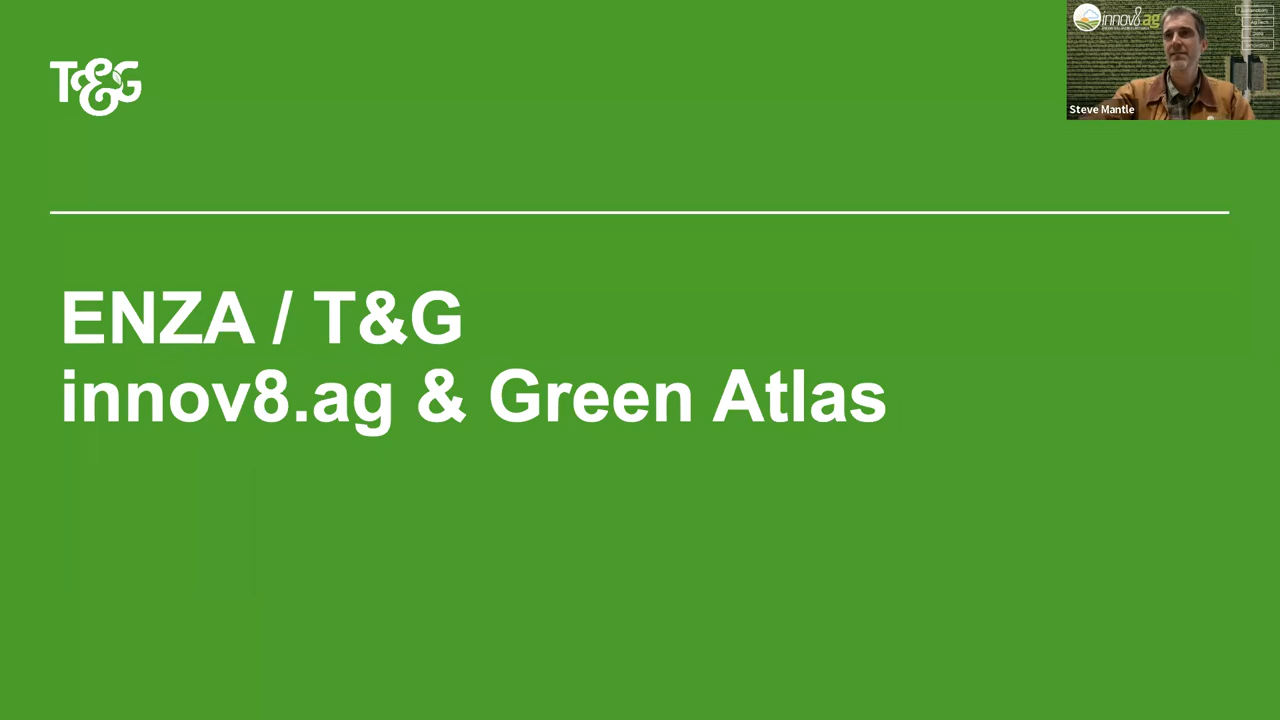 T&G
innov8.ag
Steve Mantle
ENZA / T&G
innov8.ag & Green Atlas